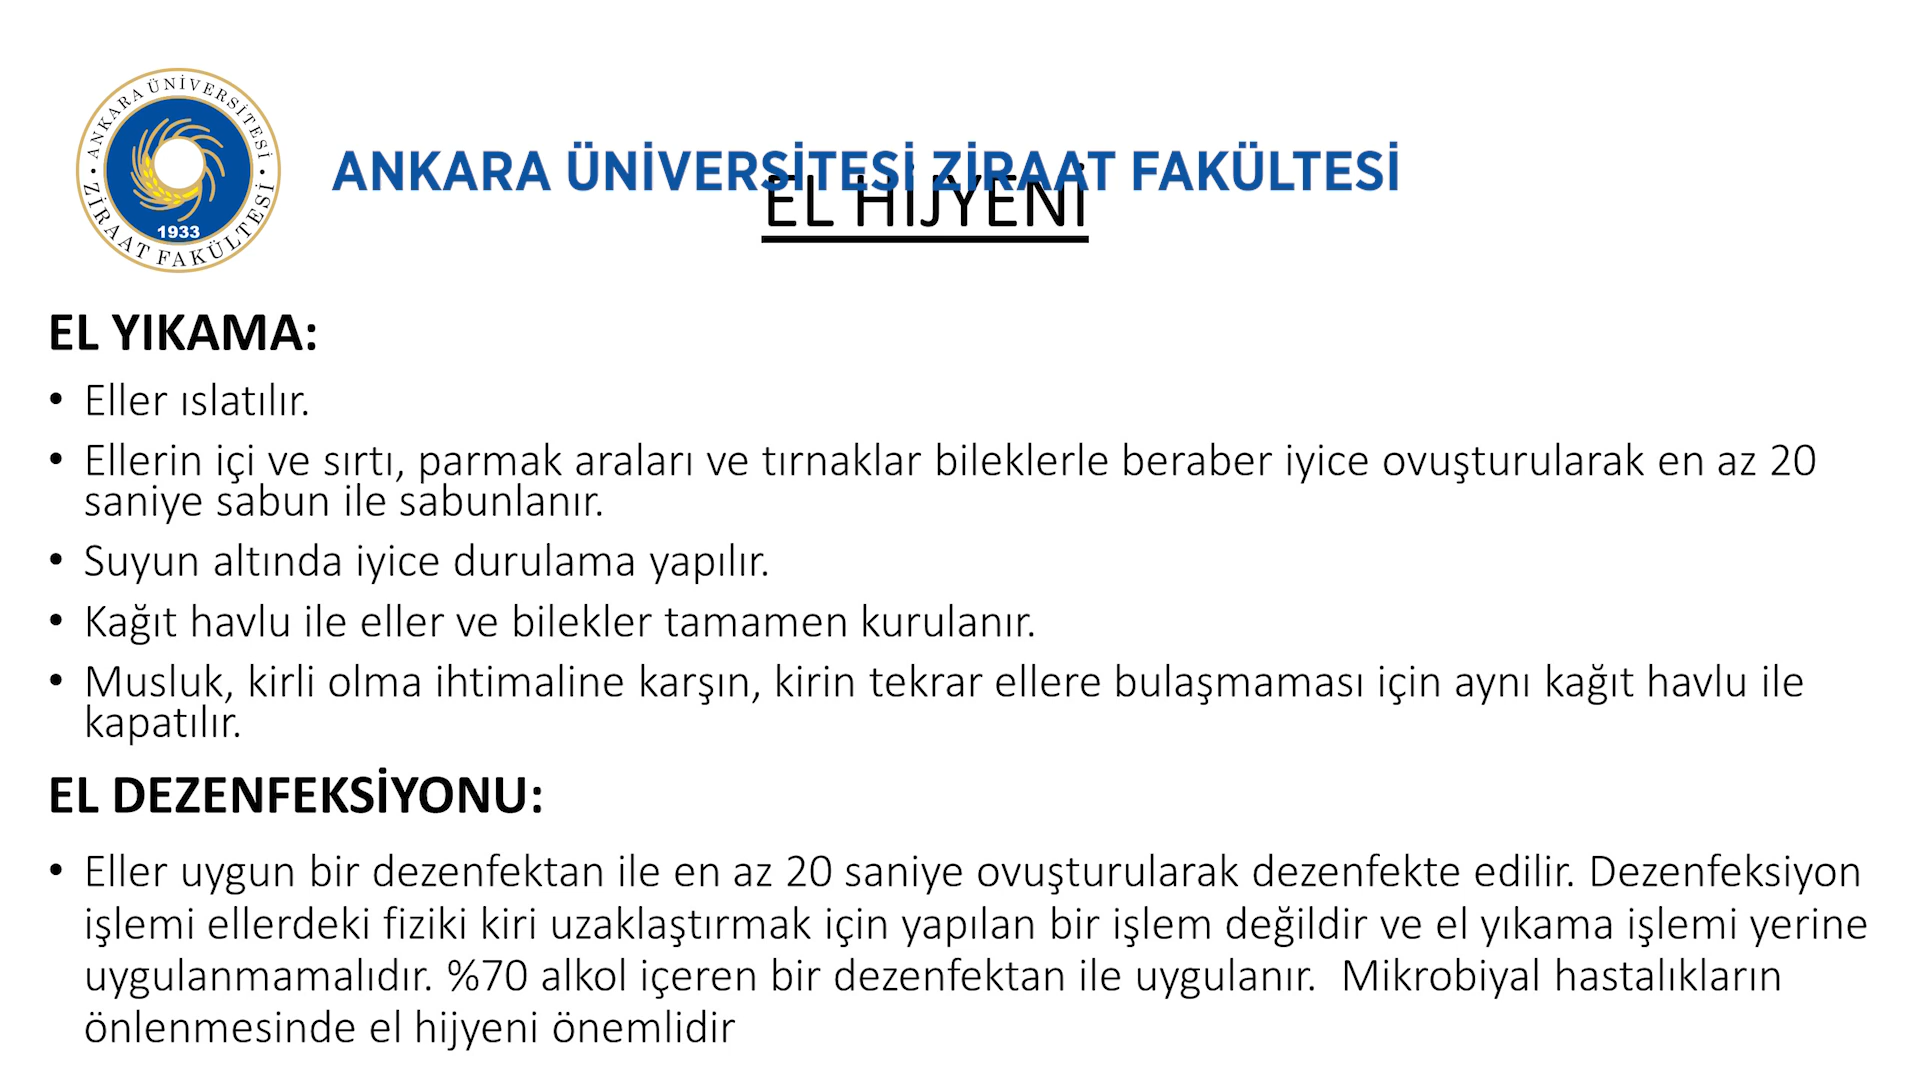 ANKARA ÜNİVERSİTESİ
• ZİRAAT FAKÜLTESİ •
1933
ANKARA ÜNİVERSİTESİ ZİRAAT FAKÜLTESİ
EL HİJYENİ
EL YIKAMA:
• Eller ıslatılır.
• Ellerin içi ve sırtı, parmak araları ve tırnaklar bileklerle beraber iyice ovuşturularak en az 20
saniye sabun ile sabunlanır.
• Suyun altında iyice durulama yapılır.
• Kağıt havlu ile eller ve bilekler tamamen kurulanır.
• Musluk, kirli olma ihtimaline karşın, kirin tekrar ellere bulaşmaması için aynı kağıt havlu ile
kapatılır.
EL DEZENFEKSİYONU:
• Eller uygun bir dezenfektan ile en az 20 saniye ovuşturularak dezenfekte edilir. Dezenfeksiyon
işlemi ellerdeki fiziki kiri uzaklaştırmak için yapılan bir işlem değildir ve el yıkama işlemi yerine
uygulanmamalıdır. %70 alkol içeren bir dezenfektan ile uygulanır.  Mikrobiyal hastalıkların
önlenmesinde el hijyeni önemlidir